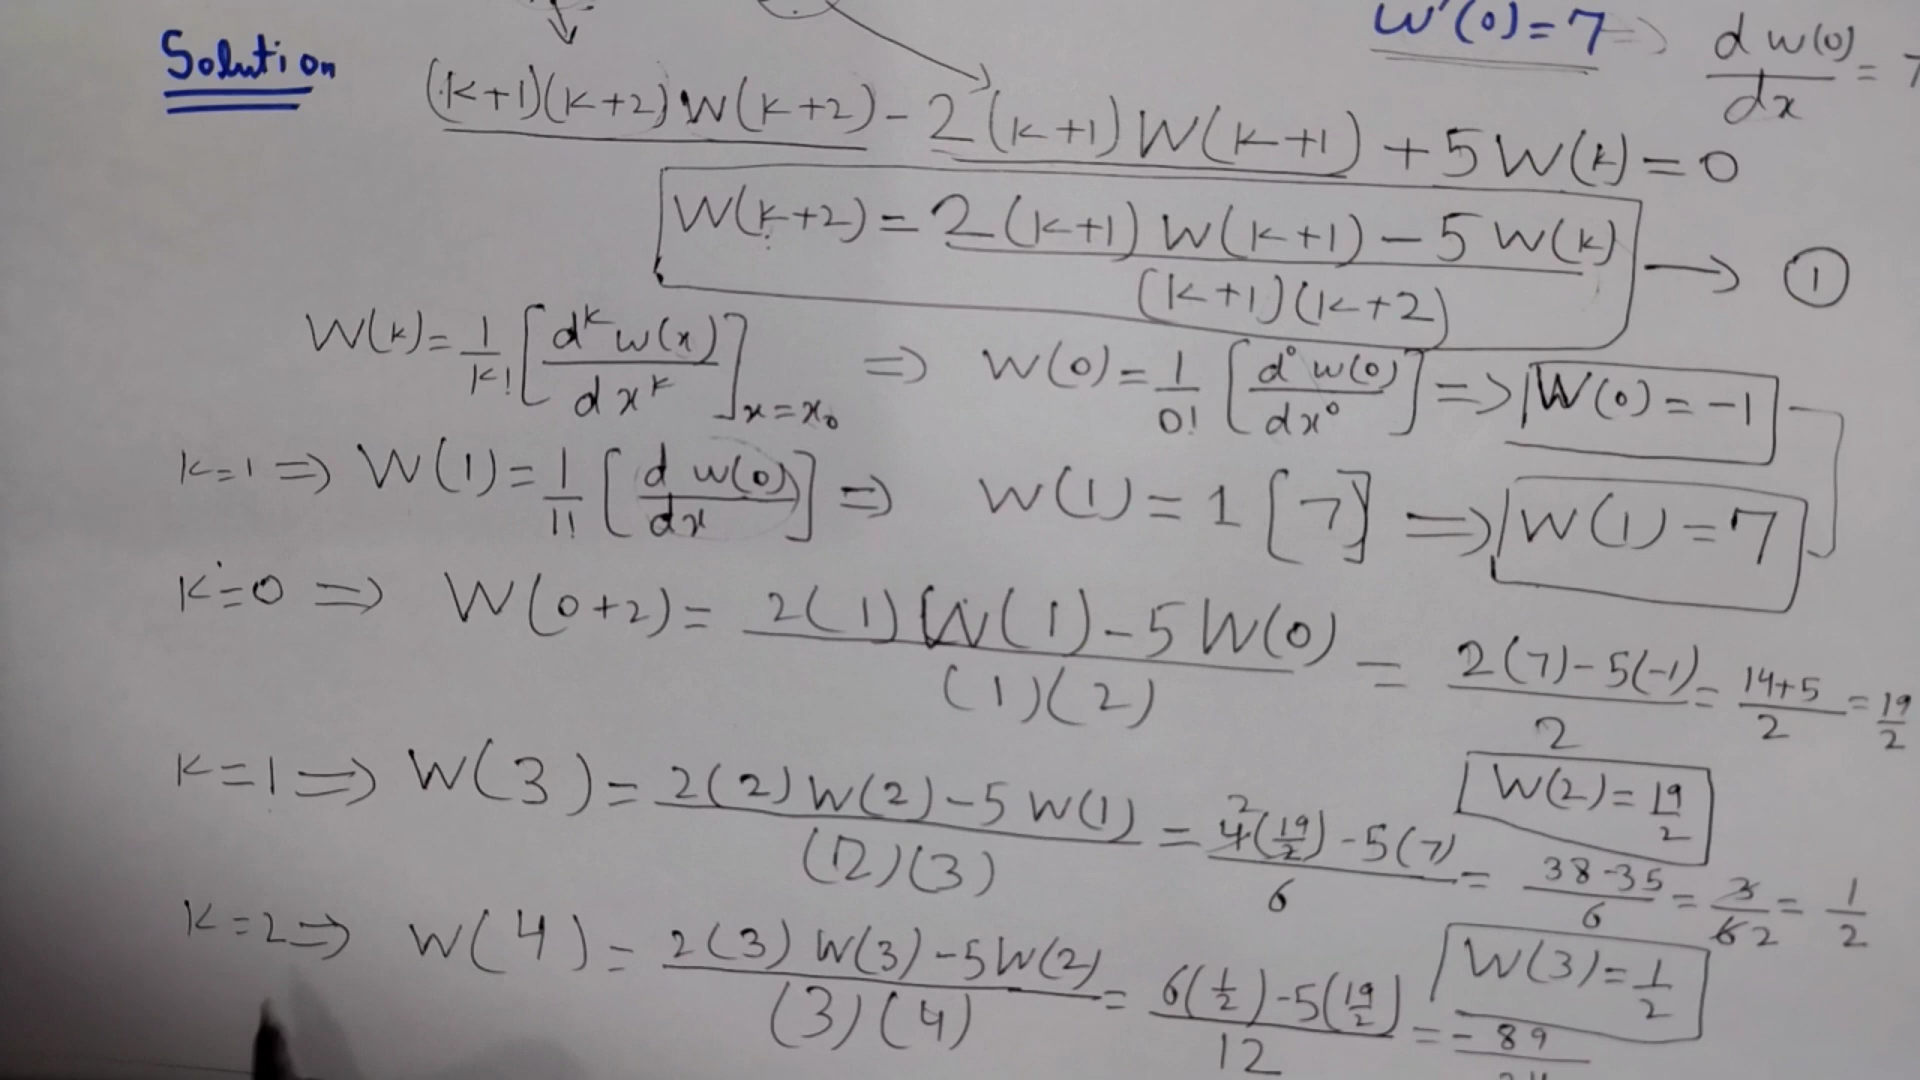 W'(0)=7 => d w(0)/dx = 7
Solution
(k+1)(k+2)W(k+2) - 2(k+1)W(k+1) + 5W(k) = 0
W(k+2) = 2(k+1)W(k+1) - 5W(k) / (k+1)(k+2) → ①
W(k) = 1/k! [d^k w(x)/dx^k]x=x₀ => W(0) = 1/0! [d⁰ w(0)/dx⁰] => W(0) = -1
k=1 => W(1) = 1/1! [d w(0)/dx] => W(1) = 1[7] => W(1) = 7
k=0 => W(0+2) = 2(1)W(1) - 5W(0) / (1)(2) = 2(7) - 5(-1) / 2 = 14+5 / 2 = 19/2
W(2) = 19/2
k=1 => W(3) = 2(2)W(2) - 5W(1) / (2)(3) = 4(19/2) - 5(7) / 6 = 38-35 / 6 = 3/6 2 = 1/2
W(3) = 1/2
k=2 => W(4) = 2(3)W(3) - 5W(2) / (3)(4) = 6(1/2) - 5(19/2) / 12 = -89